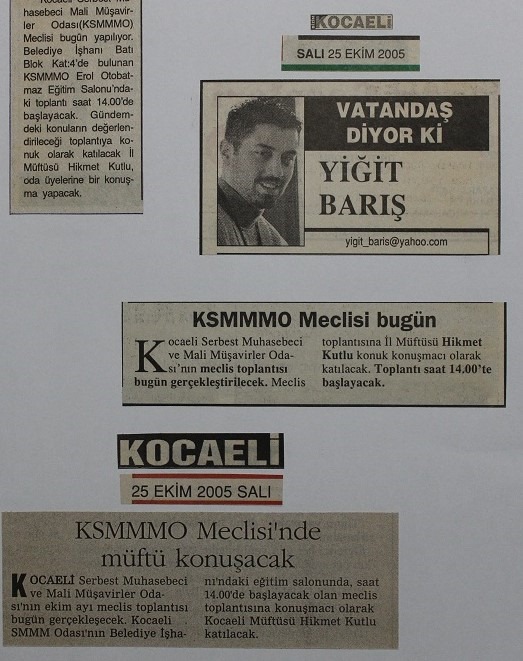 Kocaeli Serbest Mu-
hasebeci Mali Müşavir-
ler Odası(KSMMMO)
Meclisi bugün yapılıyor.
Belediye İşhanı Batı
Blok Kat:4'de bulunan
KSMMMO Erol Otobat-
maz Eğitim Salonu'nda-
ki toplantı saat 14.00'de
başlayacak. Gündem-
deki konuların değerlen-
dirileceği toplantıya ko-
nuk olarak katılacak İl
Müftüsü Hikmet Kutlu,
oda üyelerine bir konuş-
ma yapacak.
KOCAELİ
SALI 25 EKİM 2005
VATANDAŞ
DİYOR Kİ
YİĞİT
BARIŞ
yigit_baris@yahoo.com
KSMMMO Meclisi bugün
Kocaeli Serbest Muhasebeci
ve Mali Müşavirler Oda-
sı'nın meclis toplantısı
bugün gerçekleştirilecek. Meclis
toplantısına İl Müftüsü Hikmet
Kutlu konuk konuşmacı olarak
katılacak. Toplantı saat 14.00'te
başlayacak.
KOCAELİ
25 EKİM 2005 SALI
KSMMMO Meclisi'nde
müftü konuşacak
KOCAELİ Serbest Muhasebeci
ve Mali Müşavirler Oda-
sı'nın ekim ayı meclis toplantısı
bugün gerçekleşecek. Kocaeli
SMMM Odası'nın Belediye İşha-
nı'ndaki eğitim salonunda, saat
14.00'de başlayacak olan meclis
toplantısına konuşmacı olarak
Kocaeli Müftüsü Hikmet Kutlu
katılacak.